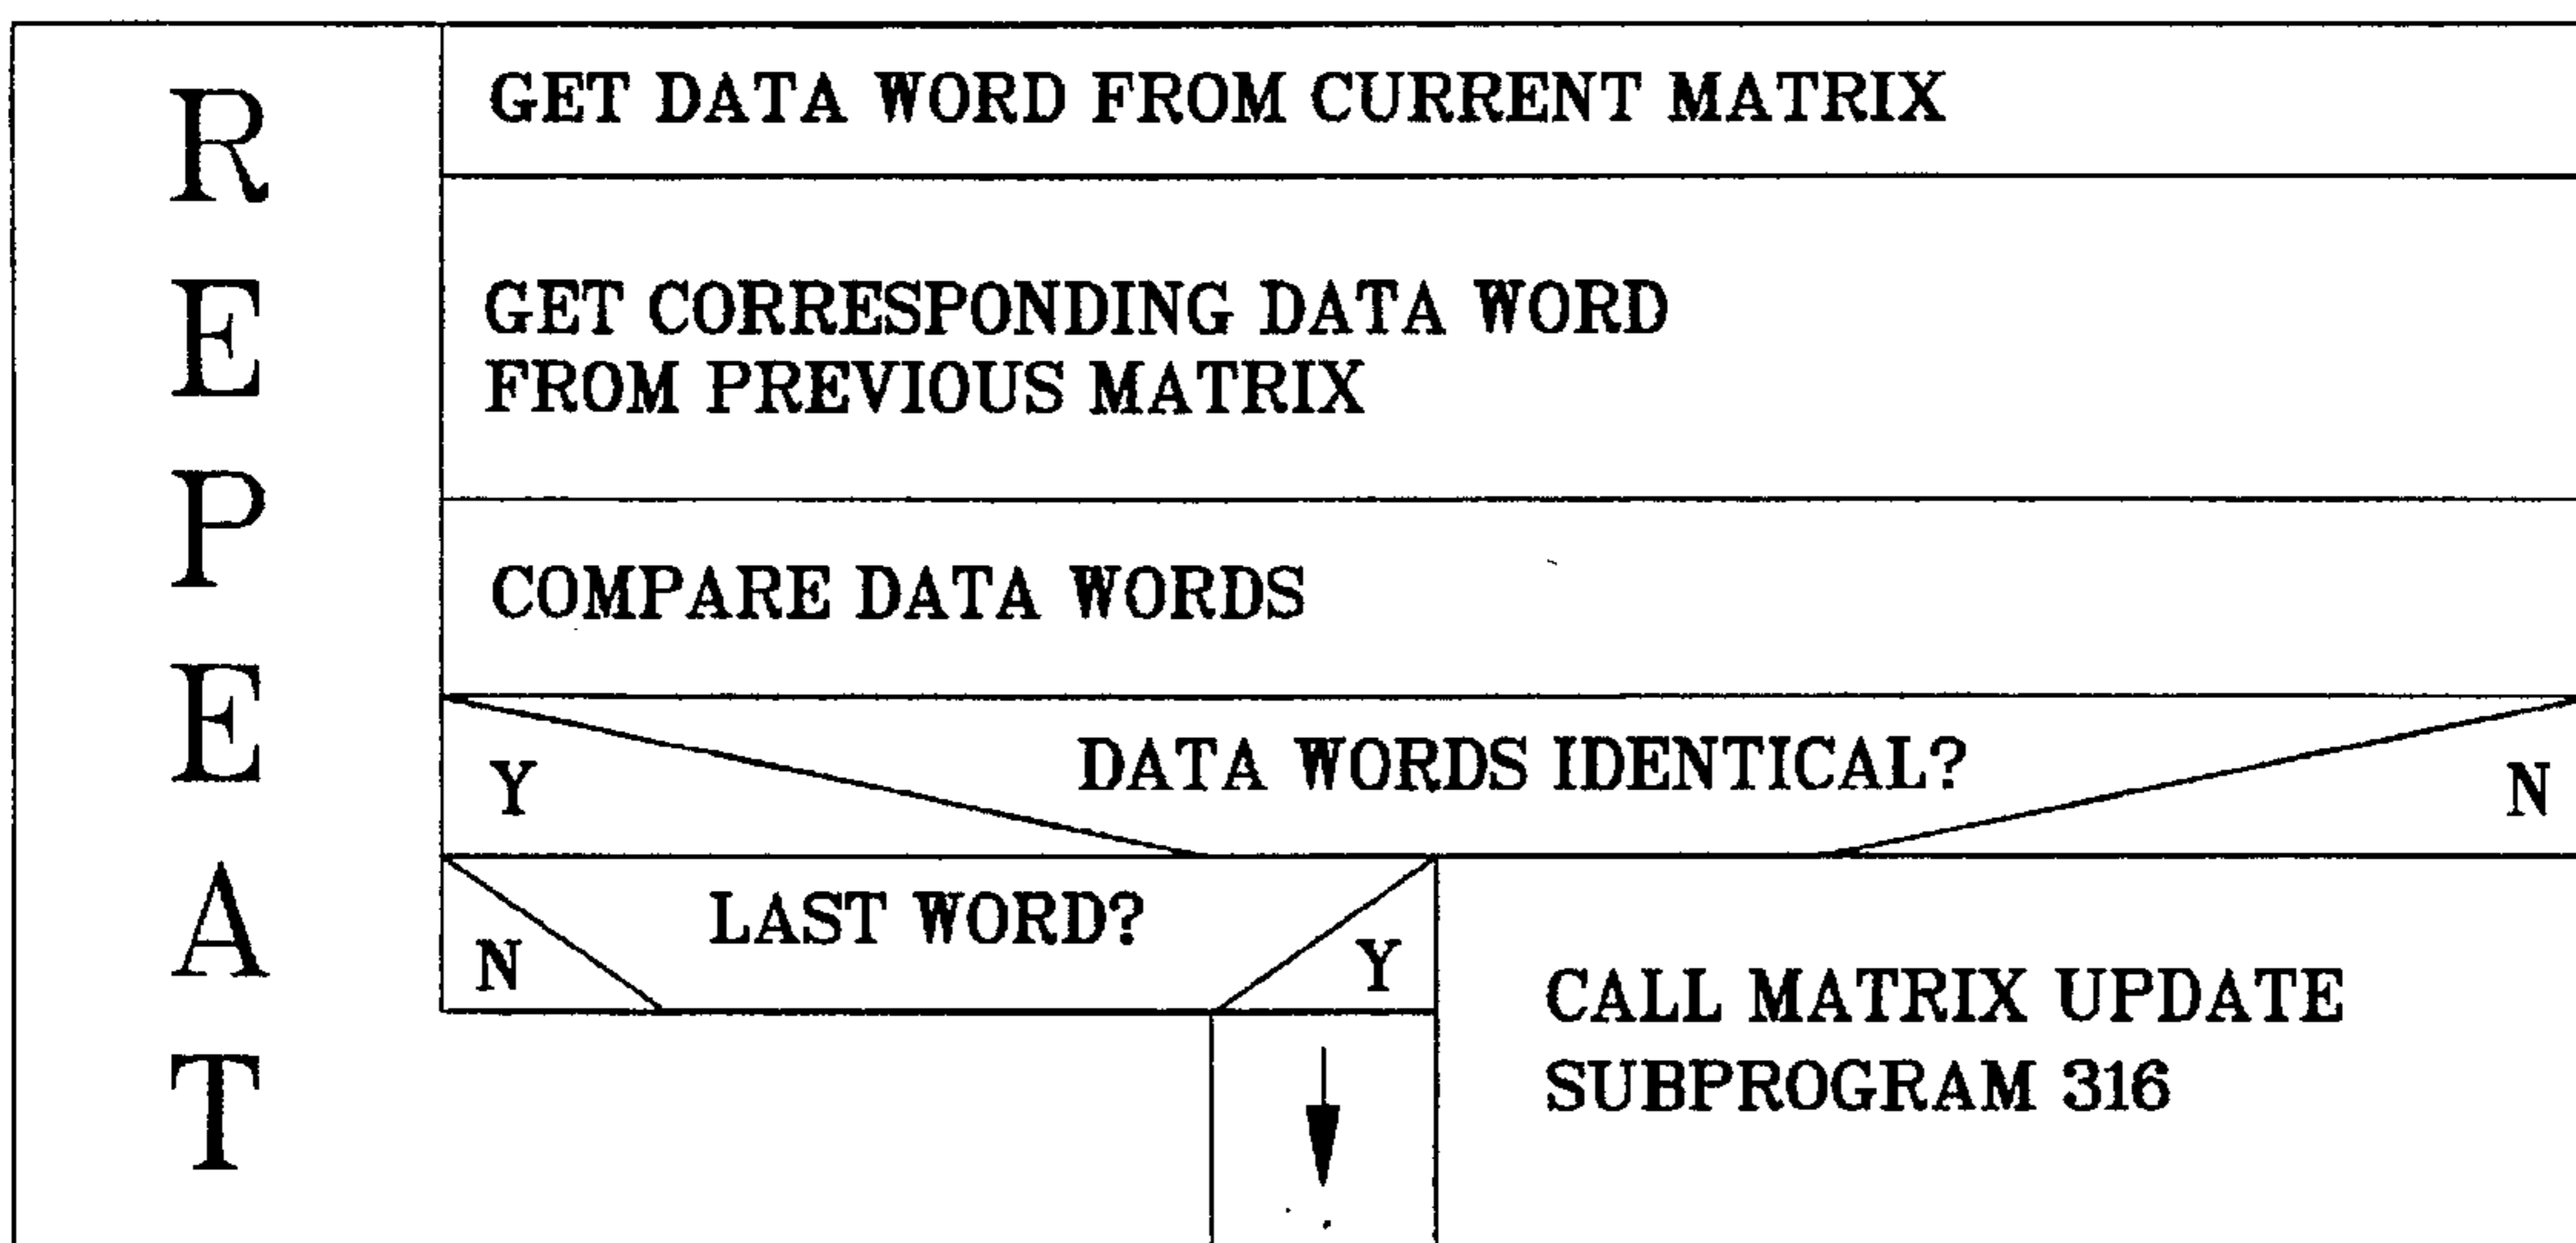 REPEAT
GET DATA WORD FROM CURRENT MATRIX
GET CORRESPONDING DATA WORD
FROM PREVIOUS MATRIX
COMPARE DATA WORDS
DATA WORDS IDENTICAL?
Y
N
LAST WORD?
N
Y
CALL MATRIX UPDATE
SUBPROGRAM 316